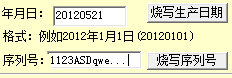 年月日： 20120521 烧写生产日期
格式：例如2012年1月1日（20120101）
序列号： 1123ASDqwe... 烧写序列号